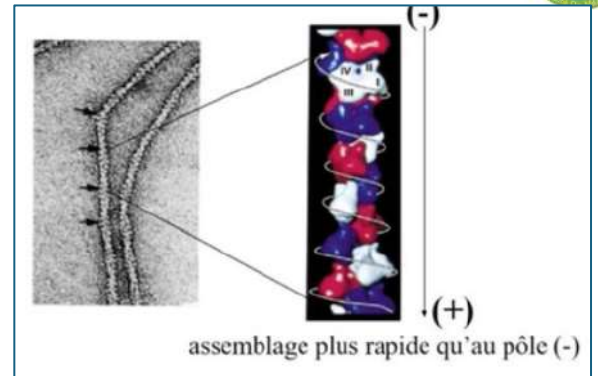 (-)
IV II
I
III
(+)
assemblage plus rapide qu'au pôle (-)